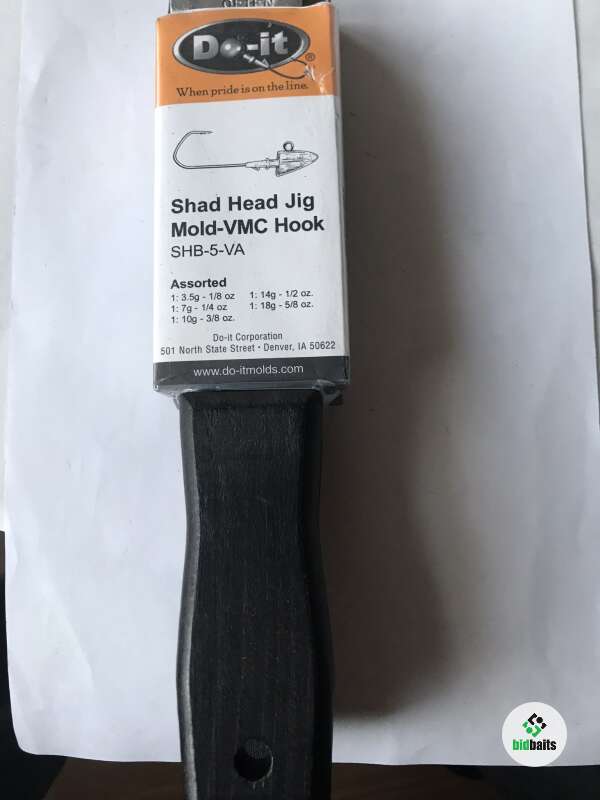 Do-it
®
When pride is on the line.
Shad Head Jig
Mold-VMC Hook
SHB-5-VA
Assorted
1: 3.5g - 1/8 oz 1: 14g - 1/2 oz.
1: 7g - 1/4 oz 1: 18g - 5/8 oz.
1: 10g - 3/8 oz.
Do-it Corporation
501 North State Street • Denver, IA 50622
www.do-itmolds.com
bidbaits